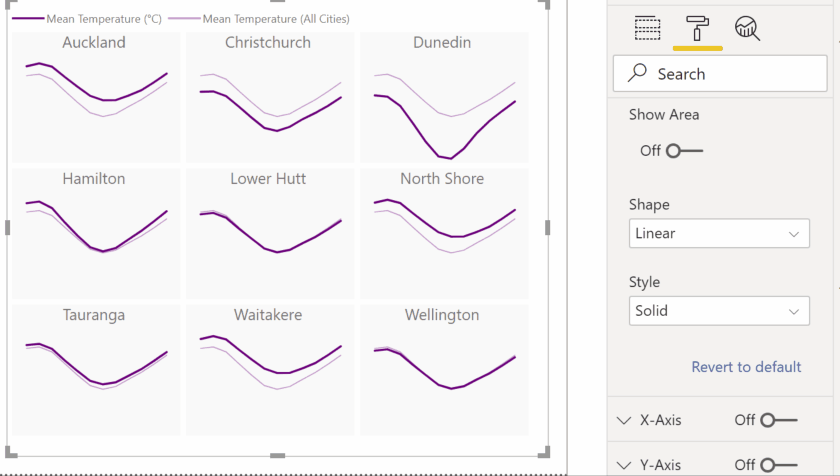 Mean Temperature (°C) Mean Temperature (All Cities)
Auckland Christchurch Dunedin
Hamilton Lower Hutt North Shore
Tauranga Waitakere Wellington
Search
Show Area
Off
Shape
Linear
Style
Solid
Revert to default
X-Axis Off
Y-Axis Off